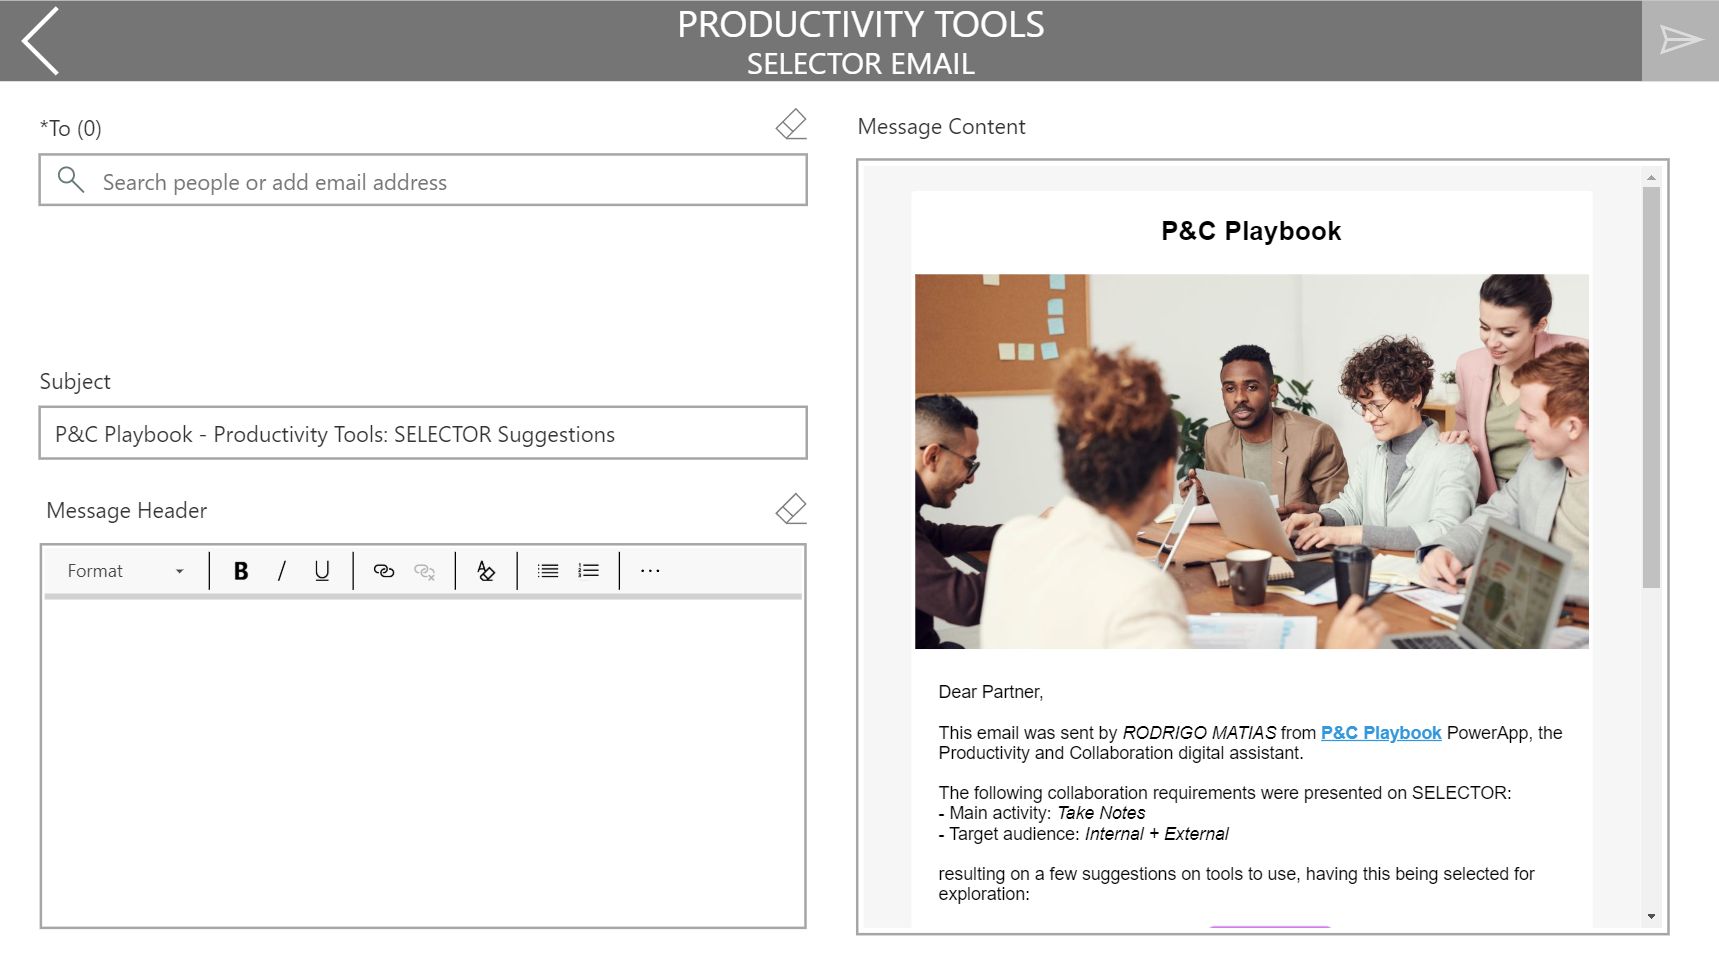 PRODUCTIVITY TOOLS
SELECTOR EMAIL
*To (0)
Search people or add email address
Subject
P&C Playbook - Productivity Tools: SELECTOR Suggestions
Message Header
Format
B / U
Message Content
P&C Playbook
Dear Partner,
This email was sent by RODRIGO MATIAS from P&C Playbook PowerApp, the
Productivity and Collaboration digital assistant.
The following collaboration requirements were presented on SELECTOR:
- Main activity: Take Notes
- Target audience: Internal + External
resulting on a few suggestions on tools to use, having this being selected for
exploration: